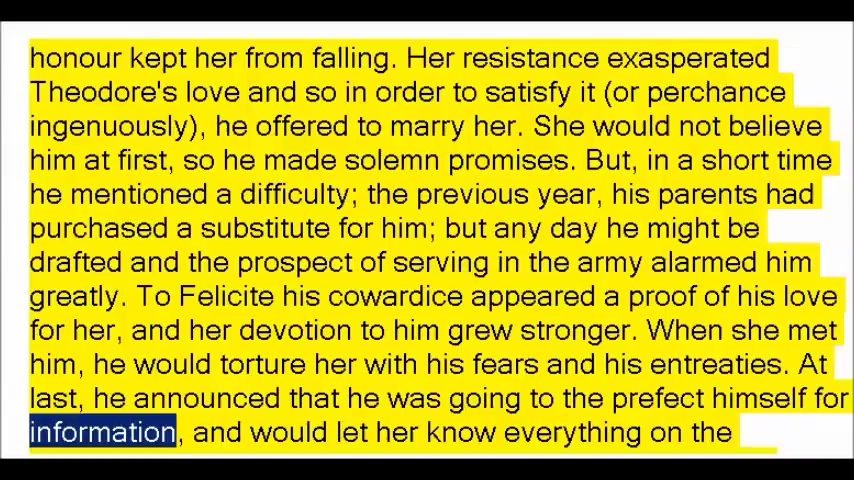 honour kept her from falling. Her resistance exasperated
Theodore's love and so in order to satisfy it (or perchance
ingenuously), he offered to marry her. She would not believe
him at first, so he made solemn promises. But, in a short time
he mentioned a difficulty; the previous year, his parents had
purchased a substitute for him; but any day he might be
drafted and the prospect of serving in the army alarmed him
greatly. To Felicite his cowardice appeared a proof of his love
for her, and her devotion to him grew stronger. When she met
him, he would torture her with his fears and his entreaties. At
last, he announced that he was going to the prefect himself for
information, and would let her know everything on the